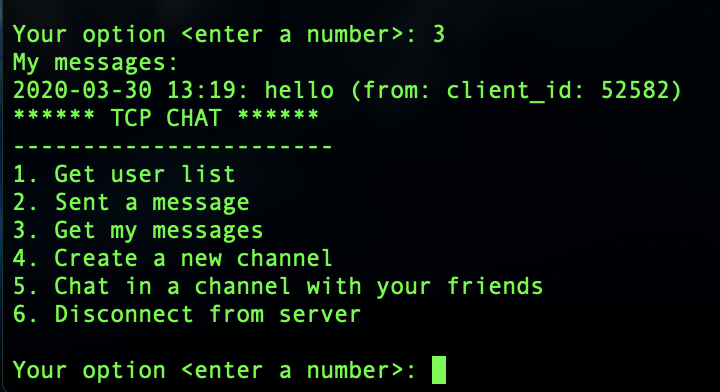 Your option <enter a number>: 3
My messages:
2020-03-30 13:19: hello (from: client_id: 52582)
****** TCP CHAT ******
-----------------------
1. Get user list
2. Sent a message
3. Get my messages
4. Create a new channel
5. Chat in a channel with your friends
6. Disconnect from server
Your option <enter a number>: